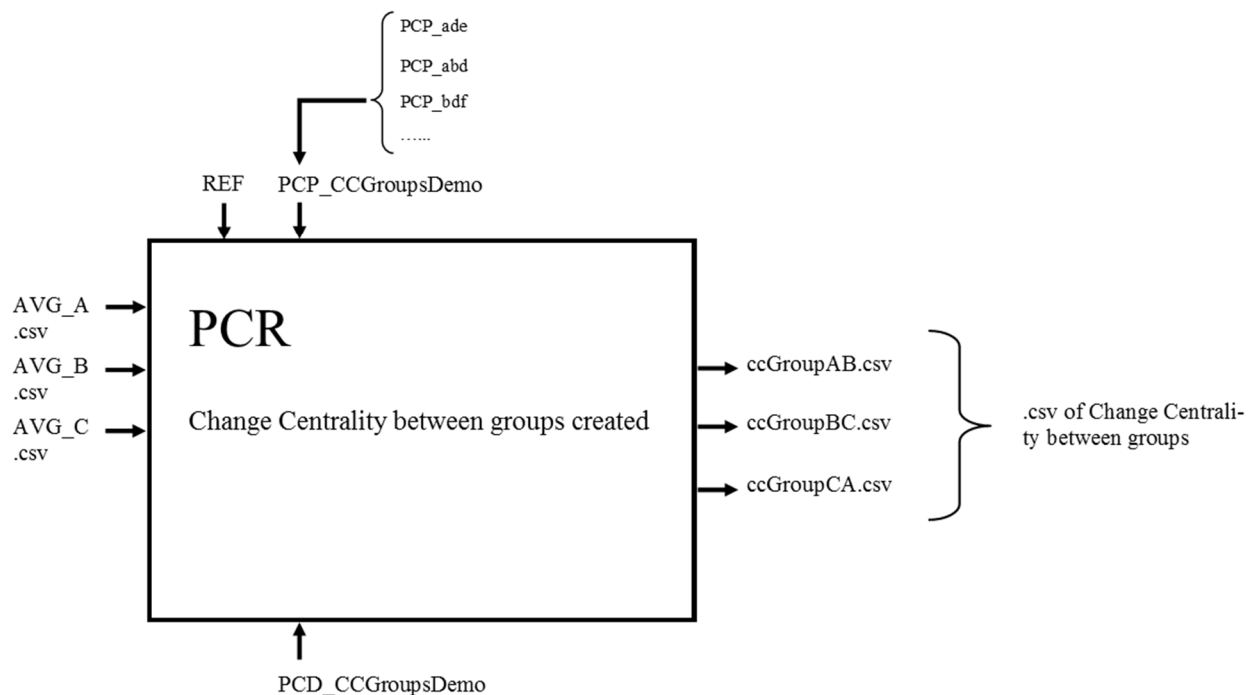 PCP_ade
PCP_abd
PCP_bdf
......
REF
PCP_CCGroupsDemo
AVG_A
.csv
AVG_B
.csv
AVG_C
.csv
PCR
Change Centrality between groups created
ccGroupAB.csv
ccGroupBC.csv
ccGroupCA.csv
.csv of Change Centrali-
ty between groups
PCD_CCGroupsDemo